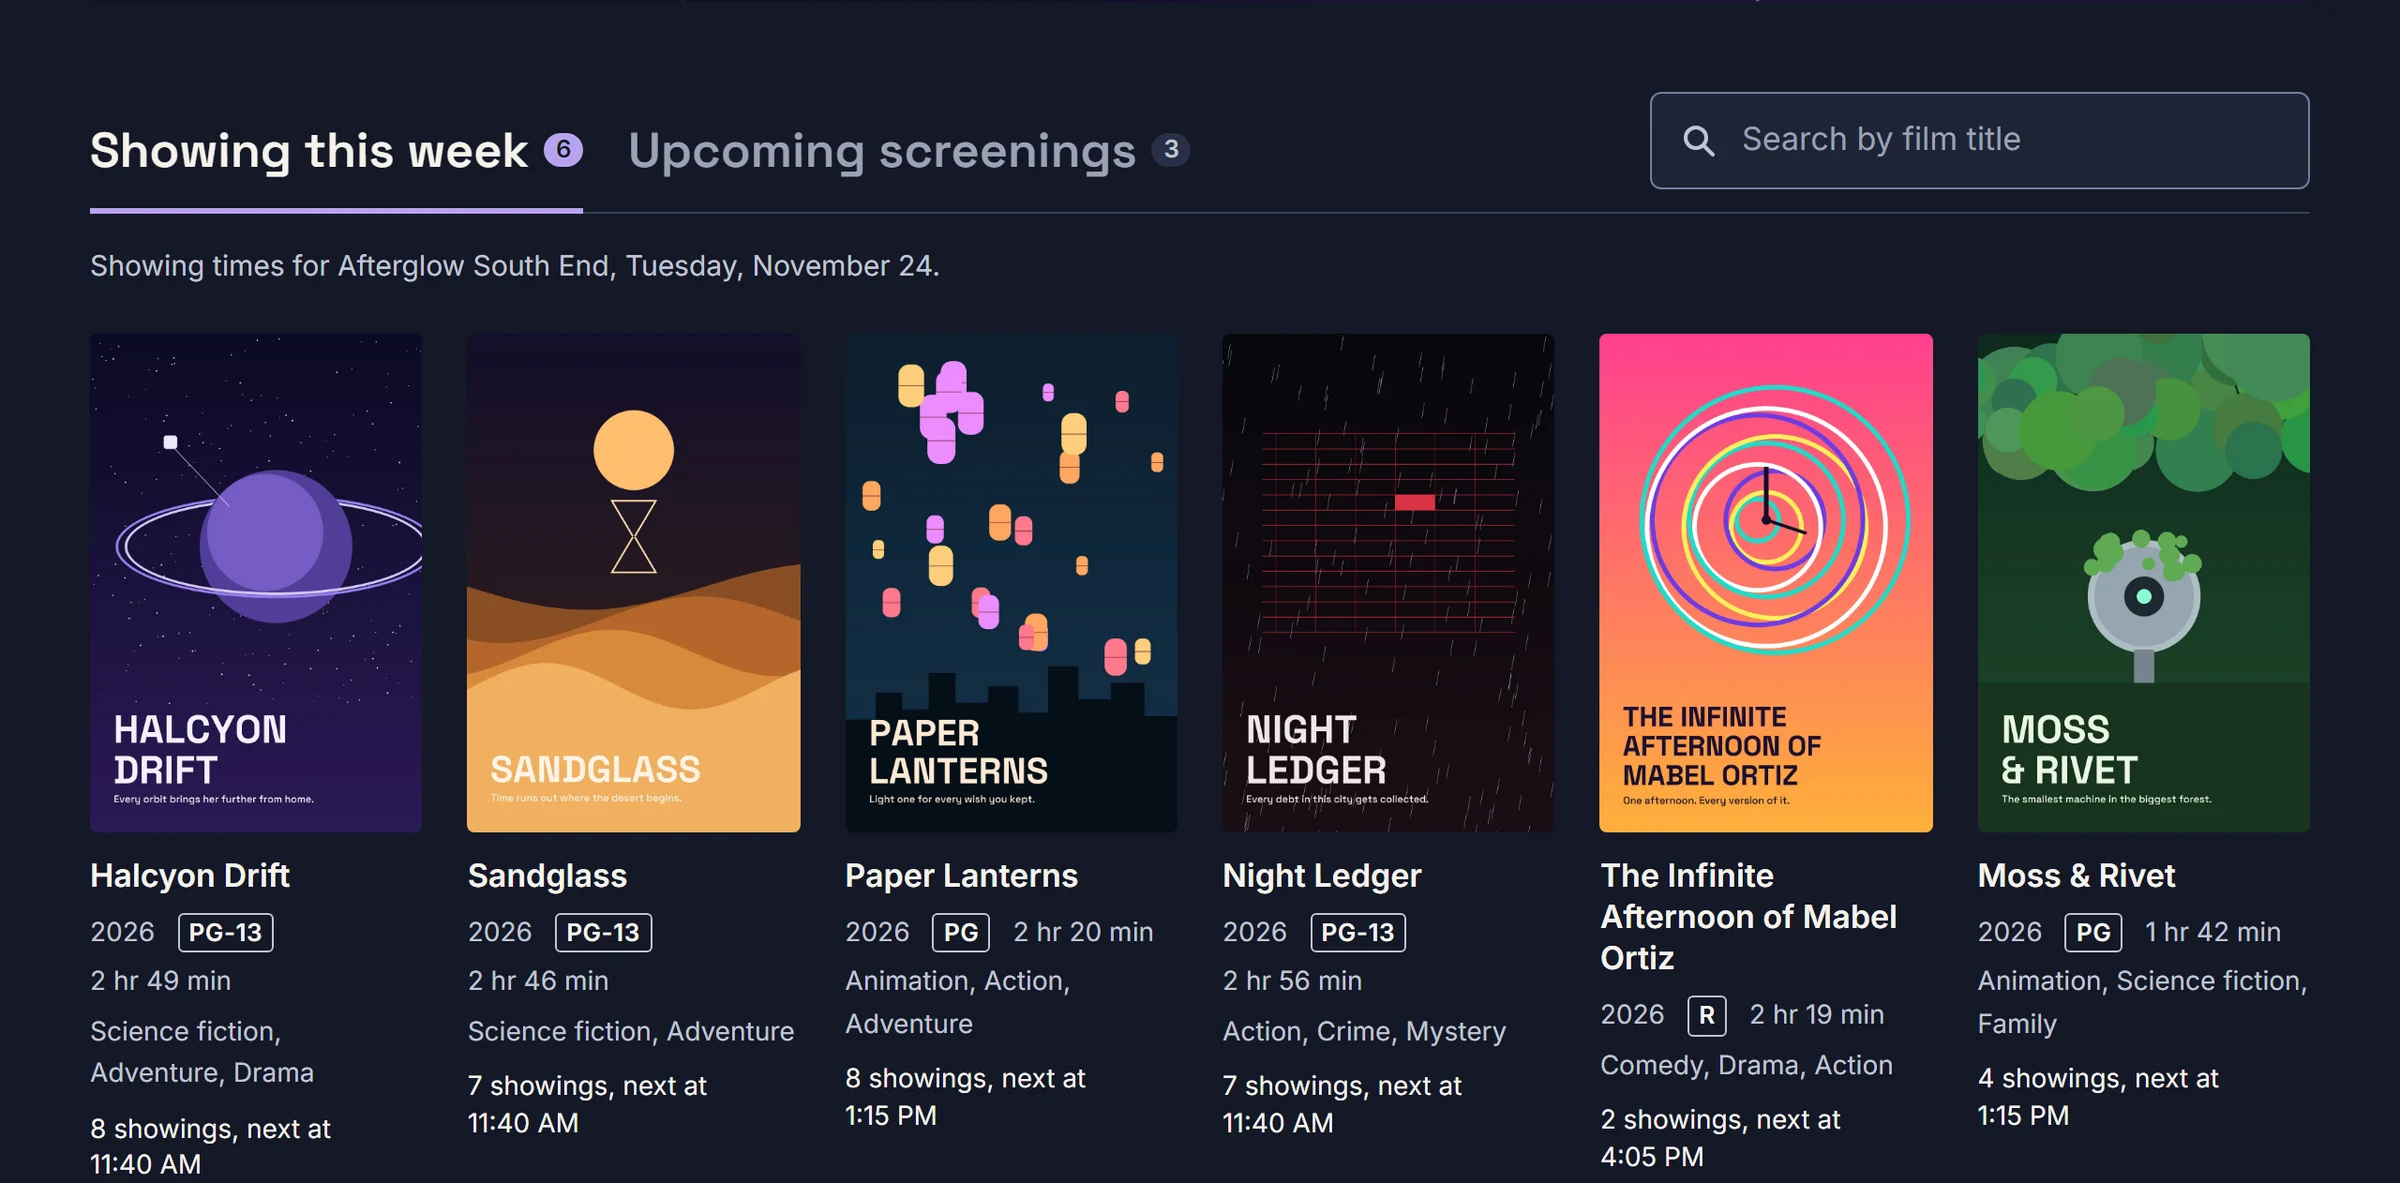 Showing this week 6
Upcoming screenings 3
Search by film title
Showing times for Afterglow South End, Tuesday, November 24.
HALCYON
DRIFT
Every orbit brings her further from home.
Halcyon Drift
2026 PG-13
2 hr 49 min
Science fiction,
Adventure, Drama
8 showings, next at
11:40 AM
SANDGLASS
Time runs out where the desert begins.
Sandglass
2026 PG-13
2 hr 46 min
Science fiction, Adventure
7 showings, next at
11:40 AM
PAPER
LANTERNS
Light one for every wish you kept.
Paper Lanterns
2026 PG 2 hr 20 min
Animation, Action,
Adventure
8 showings, next at
1:15 PM
NIGHT
LEDGER
Every debt in this city gets collected.
Night Ledger
2026 PG-13
2 hr 56 min
Action, Crime, Mystery
7 showings, next at
11:40 AM
THE INFINITE
AFTERNOON OF
MABEL ORTIZ
One afternoon. Every version of it.
The Infinite
Afternoon of Mabel
Ortiz
2026 R 2 hr 19 min
Comedy, Drama, Action
2 showings, next at
4:05 PM
MOSS
& RIVET
The smallest machine in the biggest forest.
Moss & Rivet
2026 PG 1 hr 42 min
Animation, Science fiction,
Family
4 showings, next at
1:15 PM